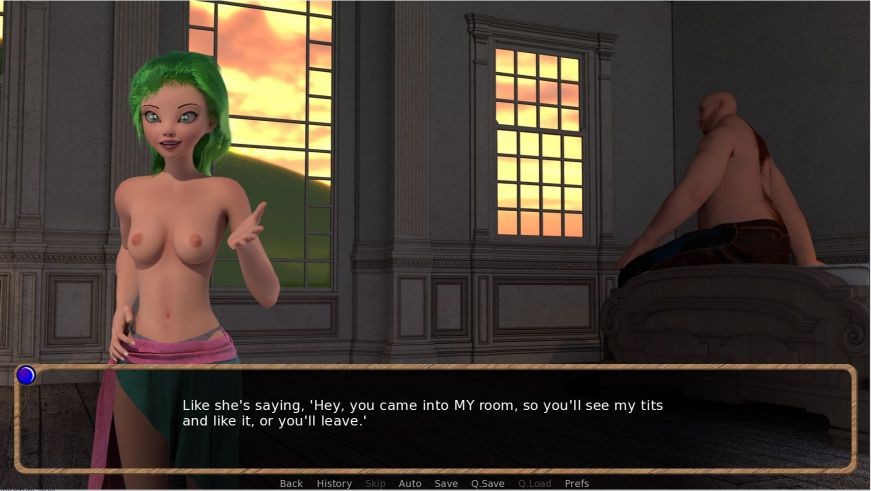 Like she's saying, 'Hey, you came into MY room, so you'll see my tits
and like it, or you'll leave.'
Back History Skip Auto Save Q.Save Q.Load Prefs